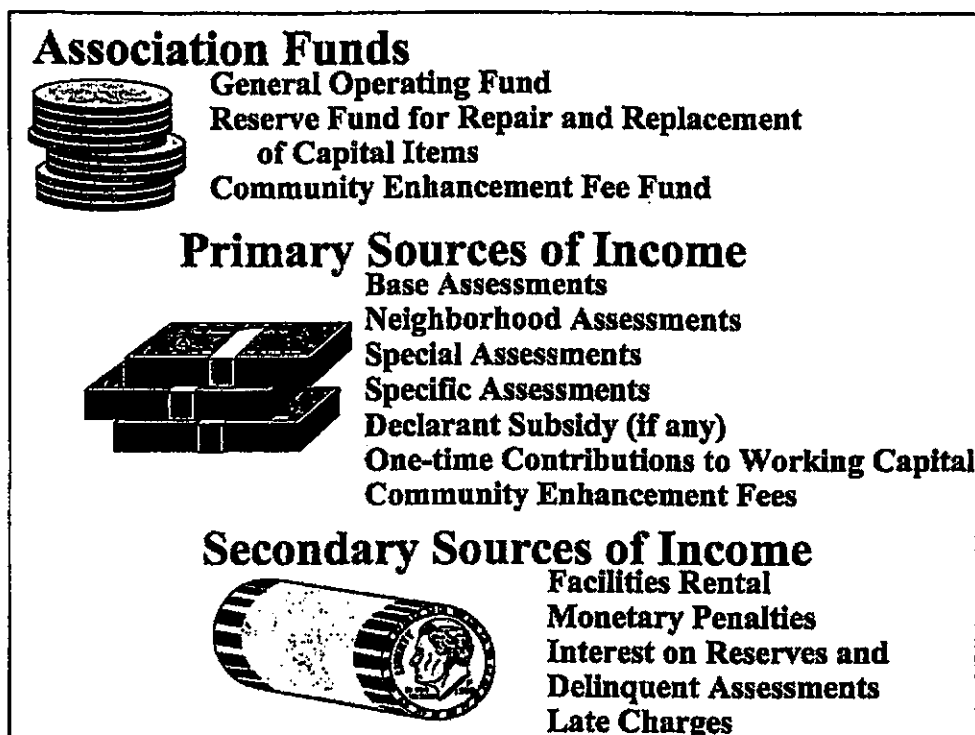 Association Funds
General Operating Fund
Reserve Fund for Repair and Replacement
of Capital Items
Community Enhancement Fee Fund
Primary Sources of Income
Base Assessments
Neighborhood Assessments
Special Assessments
Specific Assessments
Declarant Subsidy (if any)
One-time Contributions to Working Capital
Community Enhancement Fees
Secondary Sources of Income
Facilities Rental
Monetary Penalties
Interest on Reserves and
Delinquent Assessments
Late Charges
LIBERTY